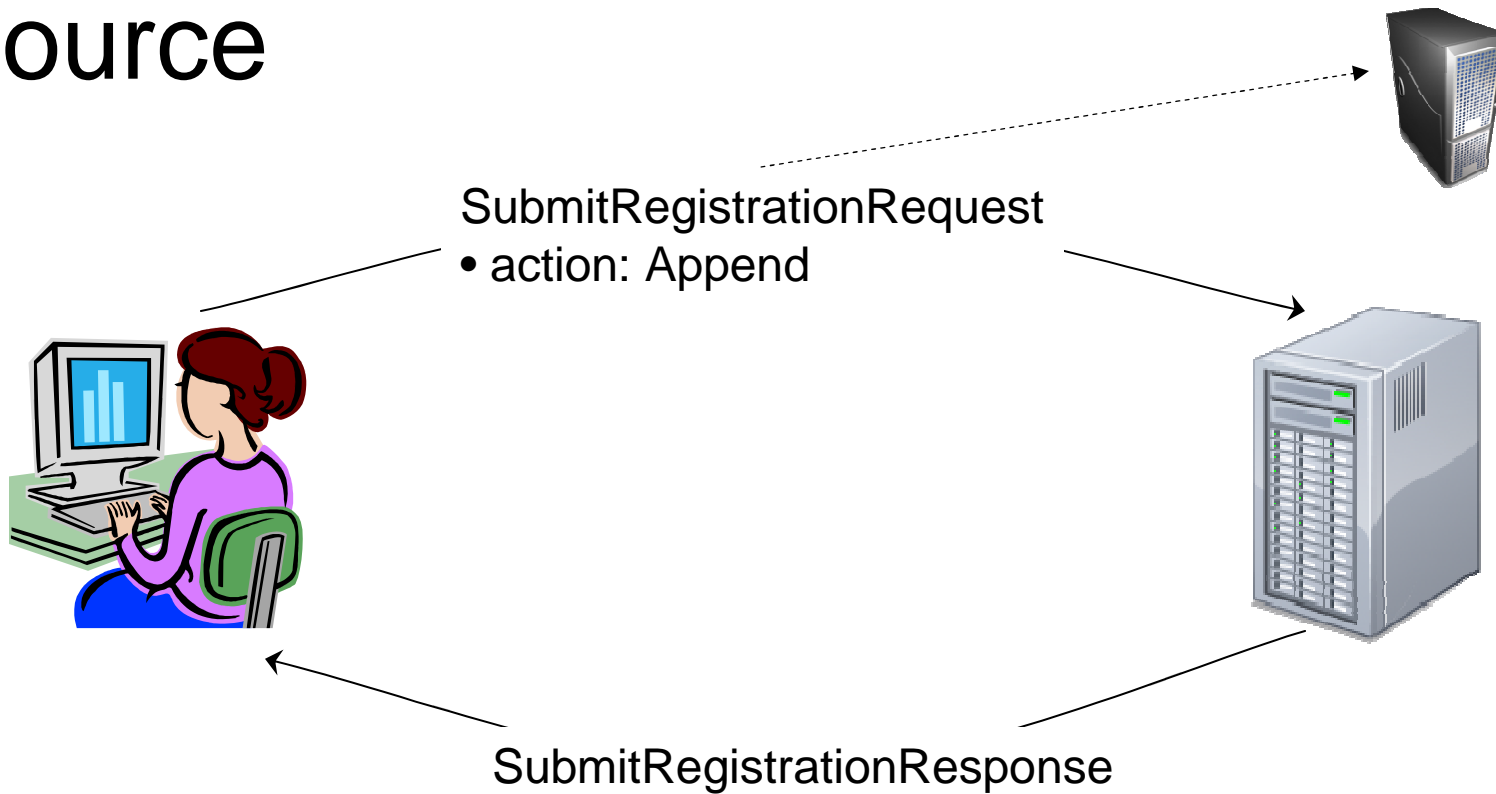 ource
SubmitRegistrationRequest
• action: Append
SubmitRegistrationResponse